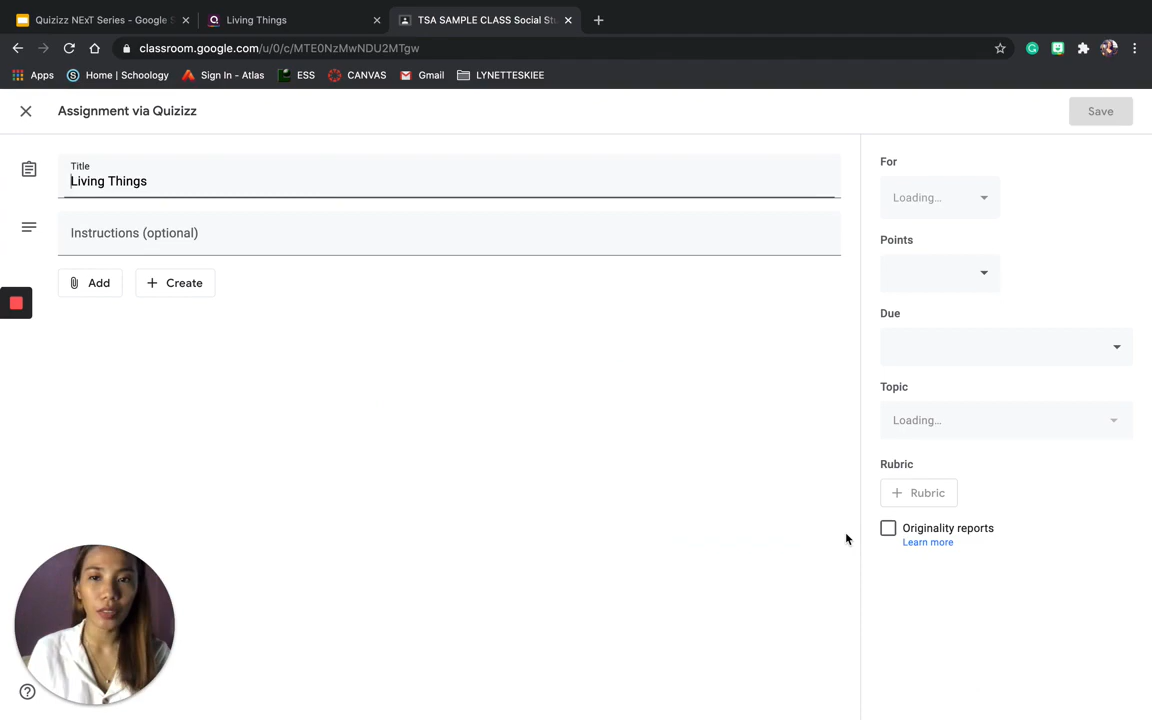 Quizizz NExT Series - Google S
Living Things
TSA SAMPLE CLASS Social Stu
classroom.google.com/u/0/c/MTE0NzMwNDU2MTgw
Apps
Home | Schoology
Sign In - Atlas
ESS
CANVAS
Gmail
LYNETTESKIEE
Assignment via Quizizz
Save
Title
Living Things
Instructions (optional)
Add
Create
For
Loading...
Points
Due
Topic
Loading...
Rubric
Rubric
Originality reports
Learn more